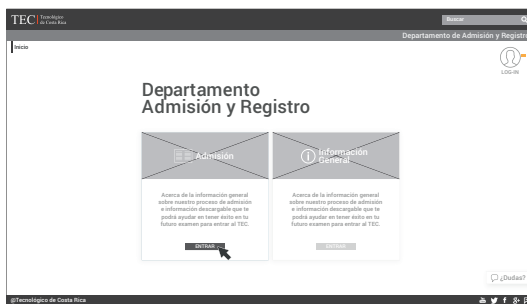 TEC Tecnológico
de Costa Rica
Buscar
Departamento de Admisión y Registro
Inicio
LOG-IN
Departamento
Admisión y Registro
Admisión
Información
General
Acerca de la información general
sobre nuestro proceso de admisión
e información descargable que te
podrá ayudar en tener éxito en tu
futuro examen para entrar al TEC.
ENTRAR
Acerca de la información general
sobre nuestro proceso de admisión
e información descargable que te
podrá ayudar en tener éxito en tu
futuro examen para entrar al TEC.
ENTRAR
¿Dudas?
@Tecnológico de Costa Rica